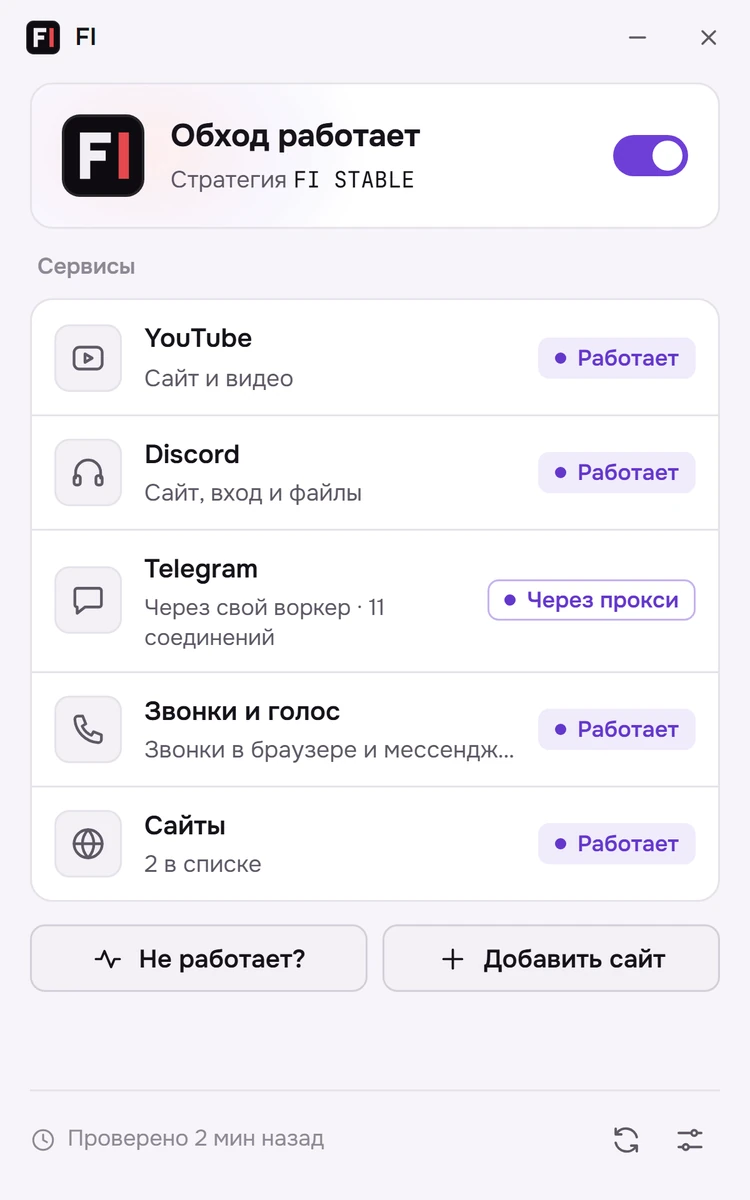 FI FI
FI
Обход работает
Стратегия FI STABLE
Сервисы
YouTube
Сайт и видео
Работает
Discord
Сайт, вход и файлы
Работает
Telegram
Через свой воркер · 11
соединений
Через прокси
Звонки и голос
Звонки в браузере и мессендж...
Работает
Сайты
2 в списке
Работает
Не работает?
Добавить сайт
Проверено 2 мин назад